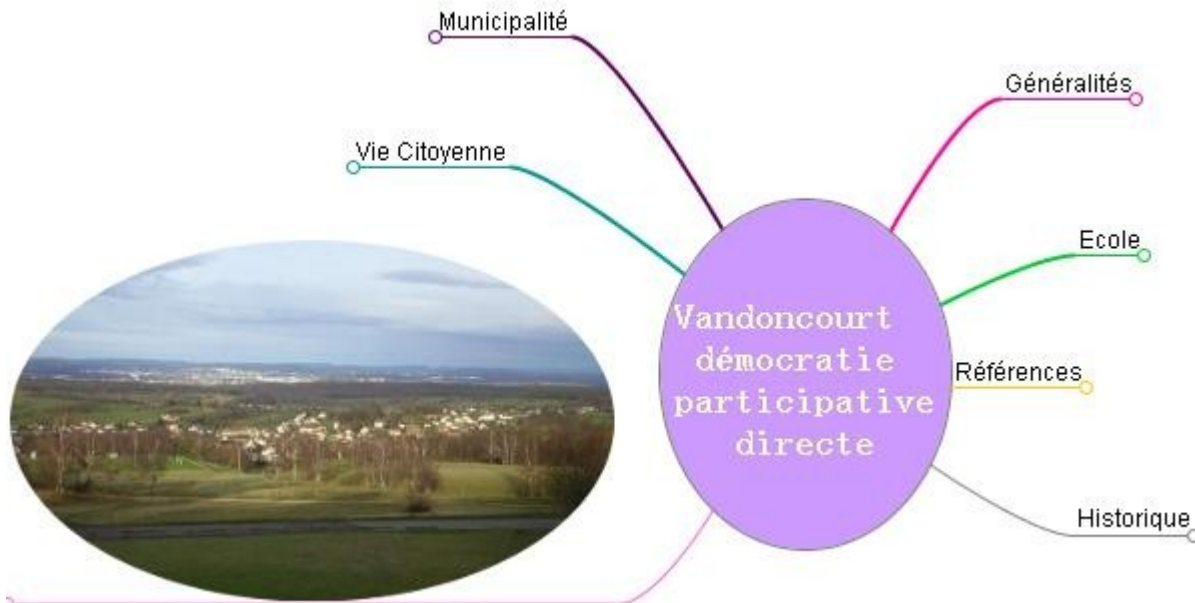 Municipalité
Généralités
Vie Citoyenne
Ecole
Vandoncourt
démocratie
participative
directe
Références
Historique